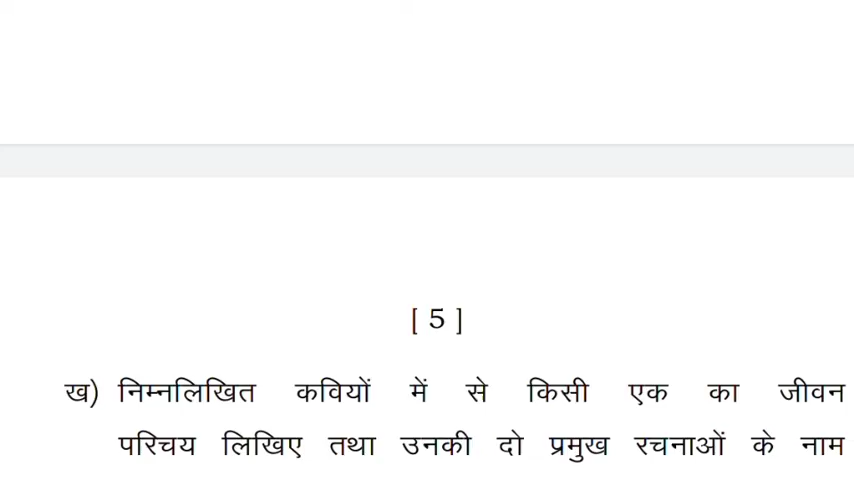 [ 5 ]
ख) निम्नलिखित कवियों में से किसी एक का जीवन
परिचय लिखिए तथा उनकी दो प्रमुख रचनाओं के नाम